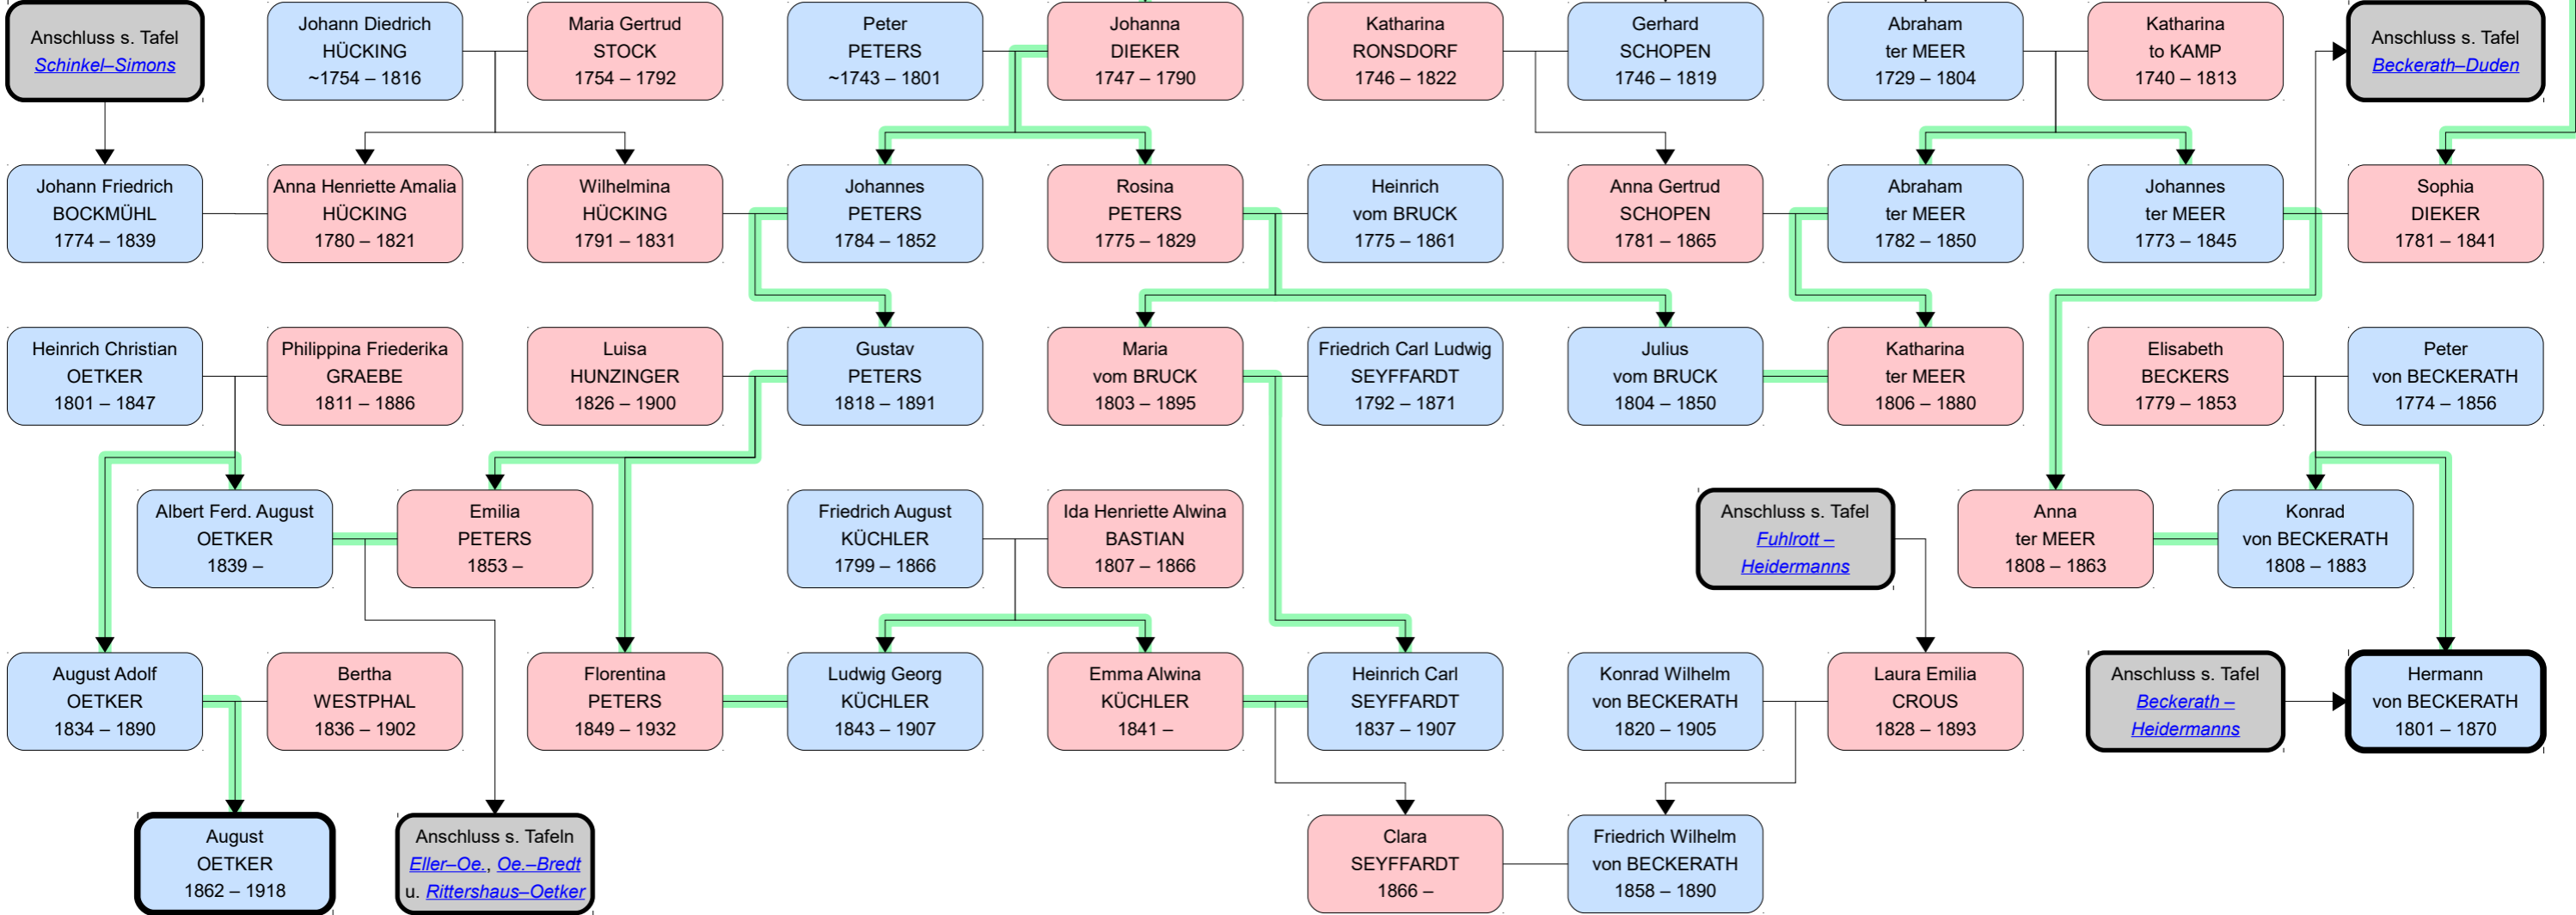 Anschluss s. Tafel
Schinkel–Simons
Johann Diedrich
HÜCKING
~1754 – 1816
Maria Gertrud
STOCK
1754 – 1792
Peter
PETERS
~1743 – 1801
Johanna
DIEKER
1747 – 1790
Katharina
RONSDORF
1746 – 1822
Gerhard
SCHOPEN
1746 – 1819
Abraham
ter MEER
1729 – 1804
Katharina
to KAMP
1740 – 1813
Anschluss s. Tafel
Beckerath–Duden
Johann Friedrich
BOCKMÜHL
1774 – 1839
Anna Henriette Amalia
HÜCKING
1780 – 1821
Wilhelmina
HÜCKING
1791 – 1831
Johannes
PETERS
1784 – 1852
Rosina
PETERS
1775 – 1829
Heinrich
vom BRUCK
1775 – 1861
Anna Gertrud
SCHOPEN
1781 – 1865
Abraham
ter MEER
1782 – 1850
Johannes
ter MEER
1773 – 1845
Sophia
DIEKER
1781 – 1841
Heinrich Christian
OETKER
1801 – 1847
Philippina Friederika
GRAEBE
1811 – 1886
Luisa
HUNZINGER
1826 – 1900
Gustav
PETERS
1818 – 1891
Maria
vom BRUCK
1803 – 1895
Friedrich Carl Ludwig
SEYFFARDT
1792 – 1871
Julius
vom BRUCK
1804 – 1850
Katharina
ter MEER
1806 – 1880
Elisabeth
BECKERS
1779 – 1853
Peter
von BECKERATH
1774 – 1856
Albert Ferd. August
OETKER
1839 –
Emilia
PETERS
1853 –
Friedrich August
KÜCHLER
1799 – 1866
Ida Henriette Alwina
BASTIAN
1807 – 1866
Anschluss s. Tafel
Fuhlrott –
Heidermanns
Anna
ter MEER
1808 – 1863
Konrad
von BECKERATH
1808 – 1883
August Adolf
OETKER
1834 – 1890
Bertha
WESTPHAL
1836 – 1902
Florentina
PETERS
1849 – 1932
Ludwig Georg
KÜCHLER
1843 – 1907
Emma Alwina
KÜCHLER
1841 –
Heinrich Carl
SEYFFARDT
1837 – 1907
Konrad Wilhelm
von BECKERATH
1820 – 1905
Laura Emilia
CROUS
1828 – 1893
Anschluss s. Tafel
Beckerath –
Heidermanns
Hermann
von BECKERATH
1801 – 1870
August
OETKER
1862 – 1918
Anschluss s. Tafeln
Eller–Oe., Oe.–Bredt
u. Rittershaus–Oetker
Clara
SEYFFARDT
1866 –
Friedrich Wilhelm
von BECKERATH
1858 – 1890